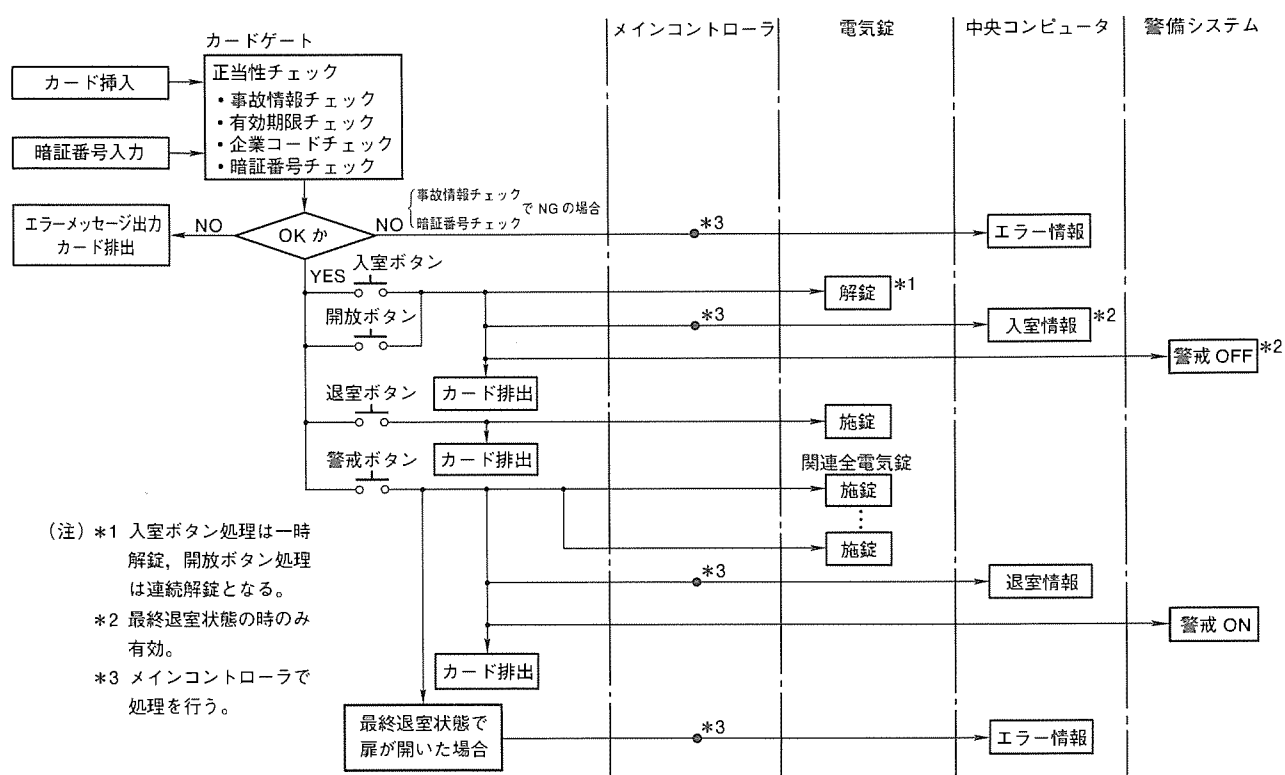 メインコントローラ
電気錠
中央コンピュータ
警備システム
カードゲート
カード挿入
暗証番号入力
正当性チェック
・事故情報チェック
・有効期限チェック
・企業コードチェック
・暗証番号チェック
エラーメッセージ出力
カード排出
NO
OKか
NO
事故情報チェック
暗証番号チェック
でNGの場合
*3
エラー情報
YES
入室ボタン
解錠
*1
開放ボタン
*3
入室情報
*2
警戒OFF
*2
カード排出
退室ボタン
施錠
カード排出
警戒ボタン
関連全電気錠
施錠
施錠
*3
退室情報
警戒ON
カード排出
最終退室状態で
扉が開いた場合
*3
エラー情報
(注) *1 入室ボタン処理は一時
解錠,開放ボタン処理
は連続解錠となる。
*2 最終退室状態の時のみ
有効。
*3 メインコントローラで
処理を行う。